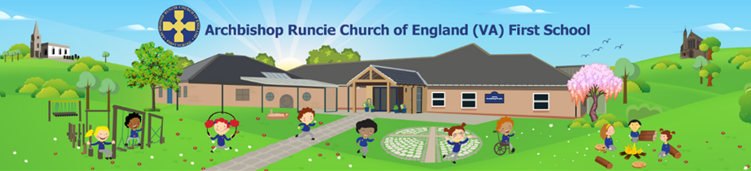 Archbishop Runcie Church of England (VA) First School